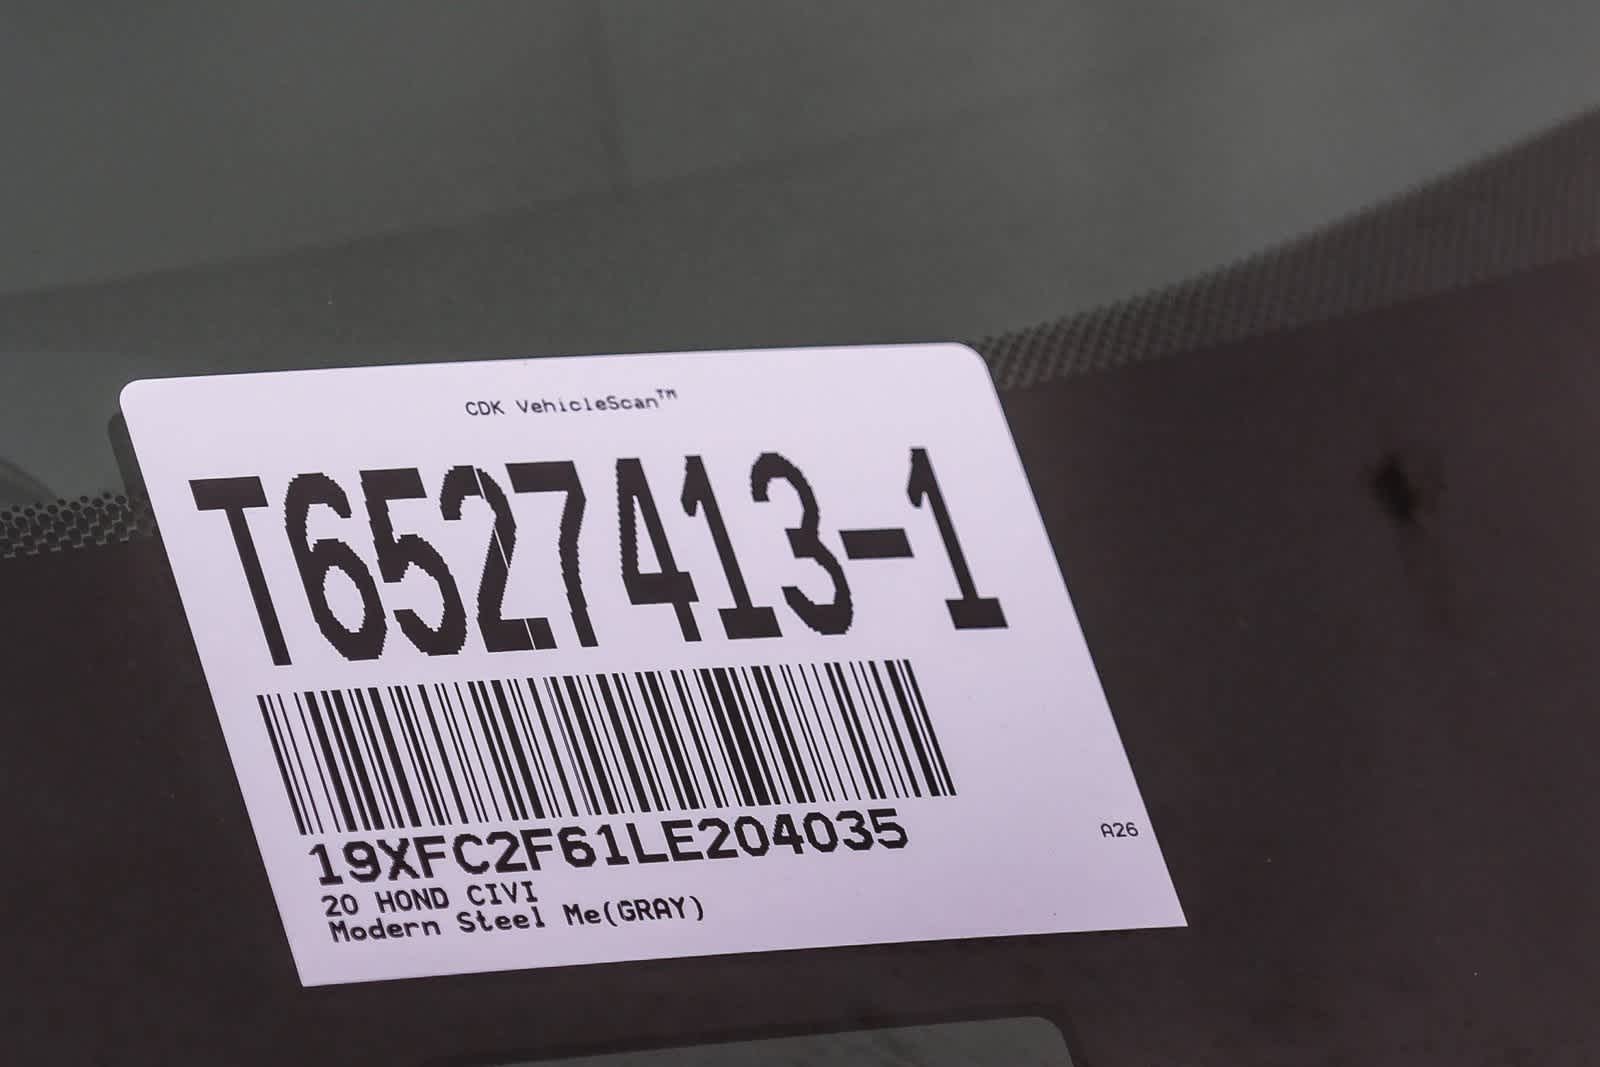 CDK VehicleScan™
T6527413-1
19XFC2F61LE204035
20 HOND CIVI
Modern Steel Me(GRAY)
A26